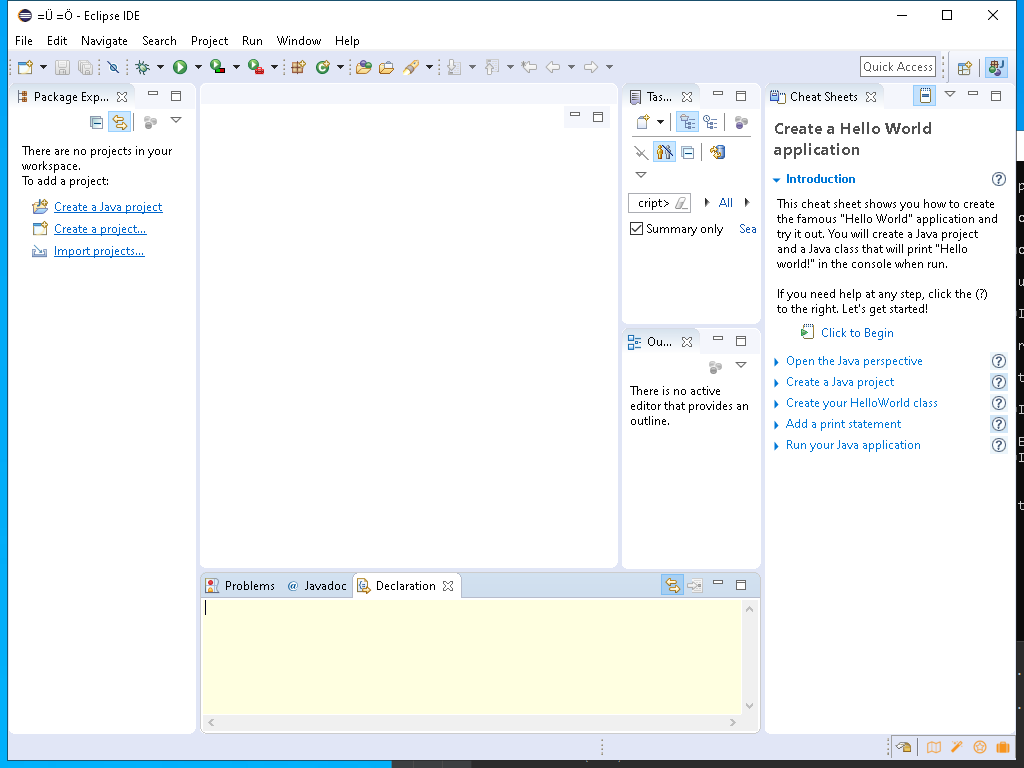 =Ü =Ö - Eclipse IDE
File Edit Navigate Search Project Run Window Help
Quick Access
Package Exp...
There are no projects in your
workspace.
To add a project:
Create a Java project
Create a project...
Import projects...
Tas...
cript> All
Summary only Sea
Ou...
There is no active
editor that provides an
outline.
Cheat Sheets
Create a Hello World
application
Introduction
This cheat sheet shows you how to create
the famous "Hello World" application and
try it out. You will create a Java project
and a Java class that will print "Hello
world!" in the console when run.
If you need help at any step, click the (?)
to the right. Let's get started!
Click to Begin
Open the Java perspective
Create a Java project
Create your HelloWorld class
Add a print statement
Run your Java application
Problems @ Javadoc Declaration